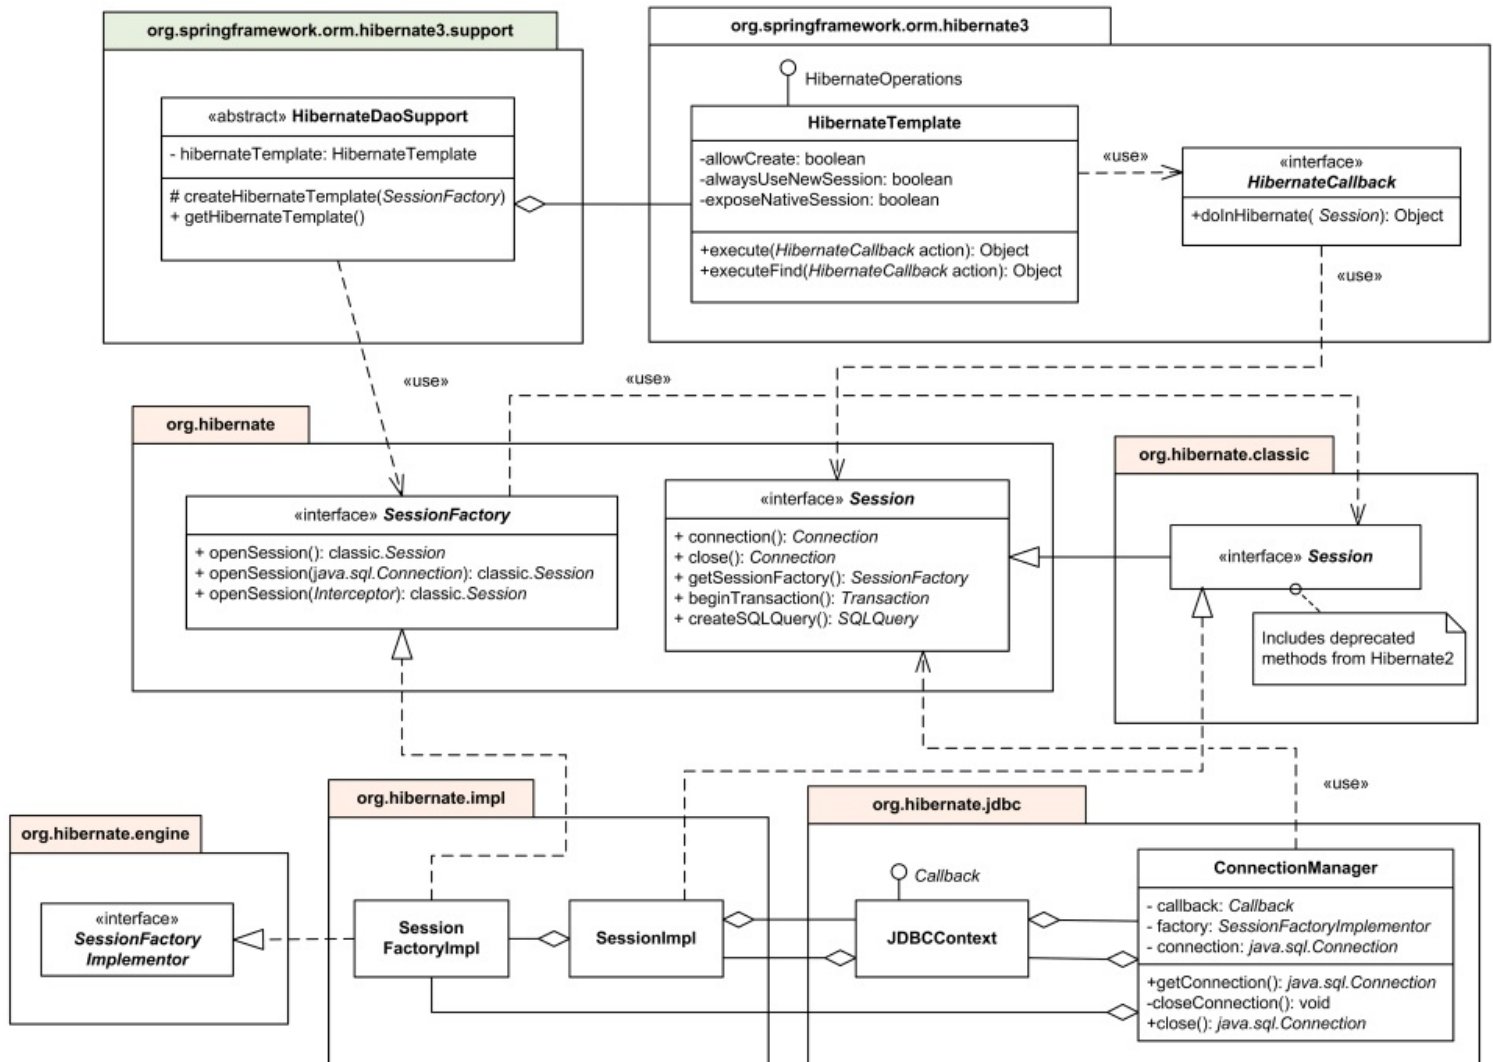 org.springframework.orm.hibernate3.support
«abstract» HibernateDaoSupport
- hibernateTemplate: HibernateTemplate
# createHibernateTemplate(SessionFactory)
+ getHibernateTemplate()
org.springframework.orm.hibernate3
HibernateOperations
HibernateTemplate
-allowCreate: boolean
-alwaysUseNewSession: boolean
-exposeNativeSession: boolean
+execute(HibernateCallback action): Object
+executeFind(HibernateCallback action): Object
«use»
«interface»
HibernateCallback
+doInHibernate( Session): Object
«use»
«use»
«use»
org.hibernate
«interface» SessionFactory
+ openSession(): classic.Session
+ openSession(java.sql.Connection): classic.Session
+ openSession(Interceptor): classic.Session
«interface» Session
+ connection(): Connection
+ close(): Connection
+ getSessionFactory(): SessionFactory
+ beginTransaction(): Transaction
+ createSQLQuery(): SQLQuery
org.hibernate.classic
«interface» Session
Includes deprecated
methods from Hibernate2
«use»
org.hibernate.engine
«interface»
SessionFactory
Implementor
org.hibernate.impl
Session
FactoryImpl
SessionImpl
org.hibernate.jdbc
Callback
JDBCContext
ConnectionManager
- callback: Callback
- factory: SessionFactoryImplementor
- connection: java.sql.Connection
+getConnection(): java.sql.Connection
-closeConnection(): void
+close(): java.sql.Connection